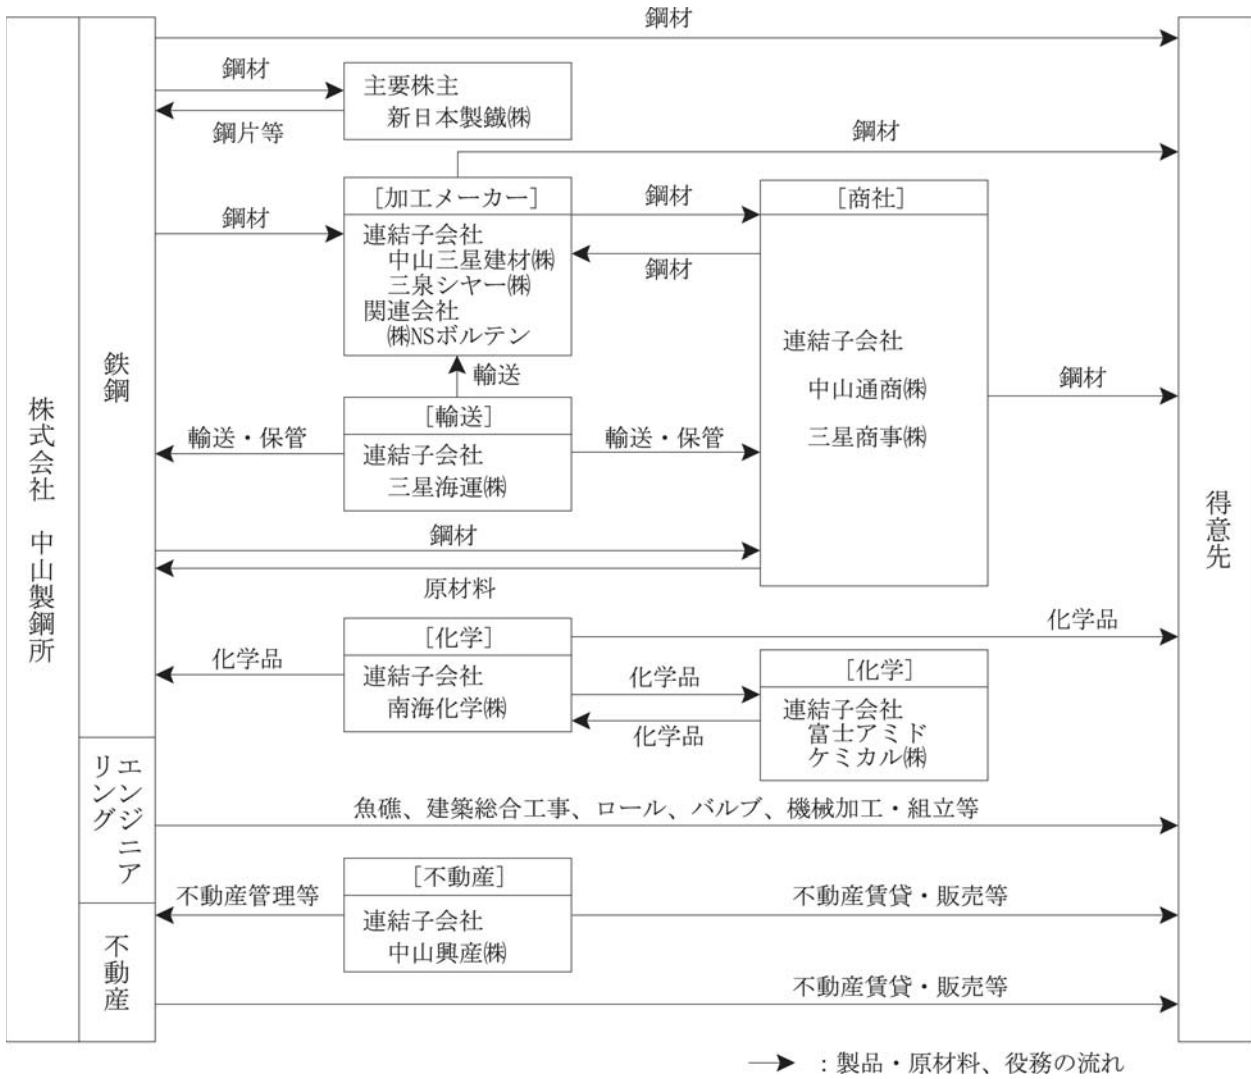 株式会社　中山製鋼所
鉄鋼
エンジニア
リング
不動産
鋼材
鋼材
鋼片等
主要株主
新日本製鐵㈱
鋼材
鋼材
[加工メーカー]
連結子会社
中山三星建材㈱
三泉シヤー㈱
関連会社
㈱NSボルテン
鋼材
鋼材
[商社]
連結子会社
中山通商㈱
三星商事㈱
鋼材
輸送
[輸送]
連結子会社
三星海運㈱
輸送・保管
輸送・保管
鋼材
原材料
[化学]
連結子会社
南海化学㈱
化学品
化学品
化学品
化学品
[化学]
連結子会社
富士アミド
ケミカル㈱
魚礁、建築総合工事、ロール、バルブ、機械加工・組立等
[不動産]
連結子会社
中山興産㈱
不動産管理等
不動産賃貸・販売等
不動産賃貸・販売等
得意先
：製品・原材料、役務の流れ